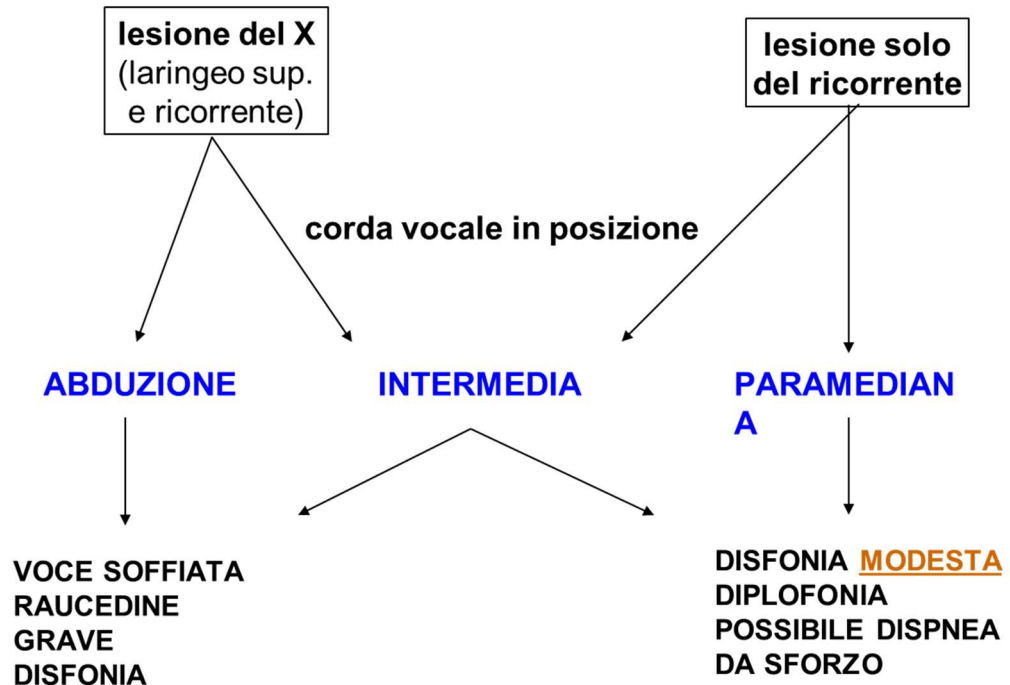 lesione del X
(laringeo sup.
e ricorrente)
lesione solo
del ricorrente
corda vocale in posizione
ABDUZIONE
INTERMEDIA
PARAMEDIAN
A
VOCE SOFFIATA
RAUCEDINE
GRAVE
DISFONIA
DISFONIA MODESTA
DIPLOFONIA
POSSIBILE DISPNEA
DA SFORZO